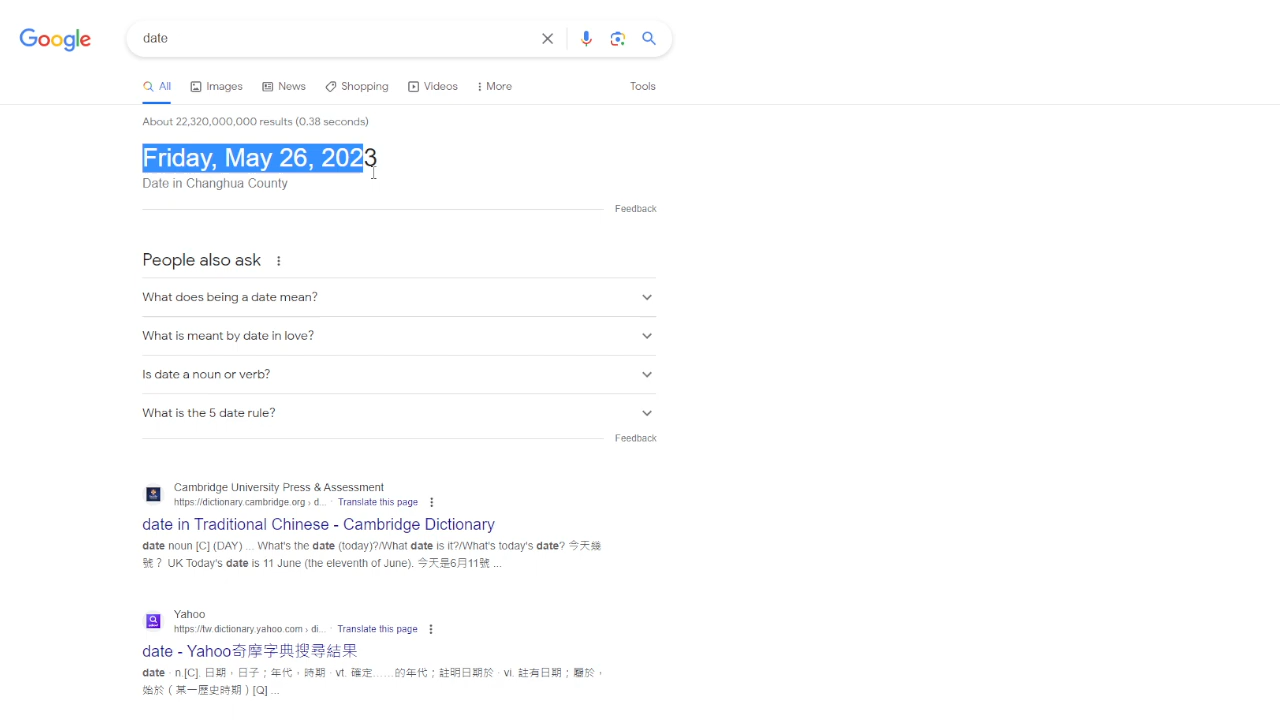 Google
date
All Images News Shopping Videos More Tools
About 22,320,000,000 results (0.38 seconds)
Friday, May 26, 2023
Date in Changhua County
Feedback
People also ask
What does being a date mean?
What is meant by date in love?
Is date a noun or verb?
What is the 5 date rule?
Feedback
Cambridge University Press & Assessment
https://dictionary.cambridge.org › d... · Translate this page
date in Traditional Chinese - Cambridge Dictionary
date noun [C] (DAY) ... What's the date (today)?/What date is it?/What's today's date? 今天幾
號？ UK Today's date is 11 June (the eleventh of June). 今天是6月11號 ...
Yahoo
https://tw.dictionary.yahoo.com › di... · Translate this page
date - Yahoo奇摩字典搜尋結果
date · n.[C]. 日期，日子；年代，時期 · vt. 確定……的年代；註明日期於 · vi. 註有日期；屬於，
始於（某一歷史時期）[Q] ...